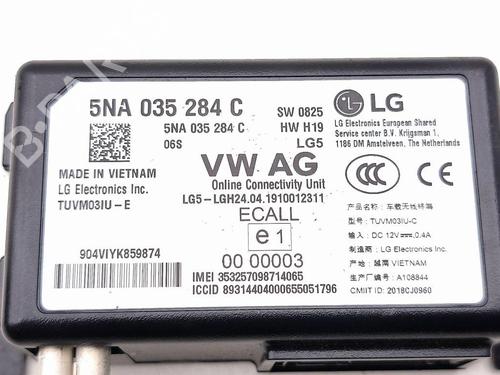 5NA 035 284 C
5NA 035 284 C
06S
SW 0825
HW H19
LG5
LG
LG Electronics European Shared
Service center B.V. Krijgsman 1,
1186 DM Amstelveen, The Netherlands
MADE IN VIETNAM
LG Electronics Inc.
TUVM03IU - E
VW AG
Online Connectivity Unit
LG5 - LGH24.04.1910012311
ECALL
e1
00 00003
904VIYK859874
IMEI 353257098714065
ICCID 89314404000655051796
CCC
产品名称 : 车载无线终端
型号 : TUVM03IU-C
输入 : DC 12V 0.4A
制造商 : LG Electronics Inc.
产地 : 越南 VIETNAM
生产厂编号 : A108844
CMIIT ID: 2018CJ0960